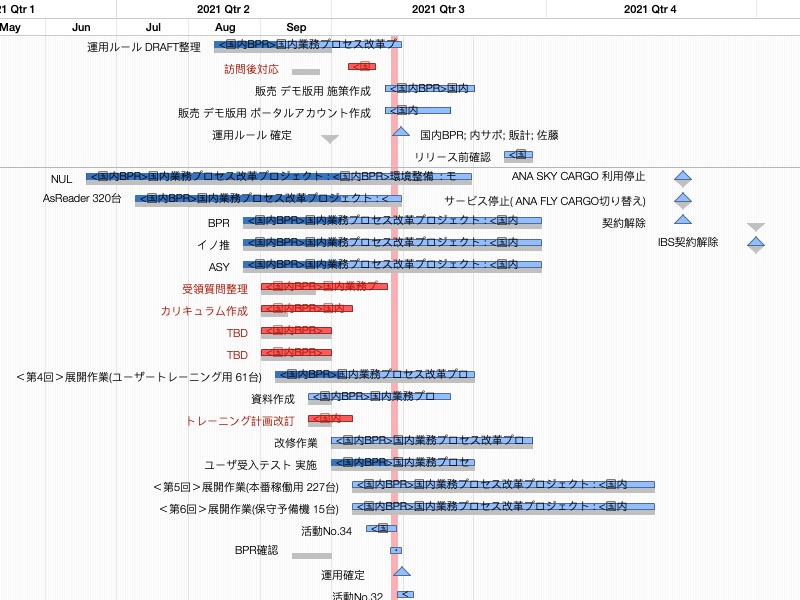 21 Qtr 1 2021 Qtr 2 2021 Qtr 3 2021 Qtr 4
May Jun Jul Aug Sep
運用ルール DRAFT整理 <国内BPR>国内業務プロセス改革プ
訪問後対応 <国
販売 デモ版用 施策作成 <国内BPR>国内
販売 デモ版用 ポータルアカウント作成 <国内
運用ルール 確定 国内BPR; 内サポ; 販計; 佐藤
リリース前確認 <国
NUL <国内BPR>国内業務プロセス改革プロジェクト : <国内BPR>環境整備 : モ ANA SKY CARGO 利用停止
AsReader 320台 <国内BPR>国内業務プロセス改革プロジェクト : < サービス停止( ANA FLY CARGO切り替え)
BPR <国内BPR>国内業務プロセス改革プロジェクト : <国内 契約解除
イノ推 <国内BPR>国内業務プロセス改革プロジェクト : <国内 IBS契約解除
ASY <国内BPR>国内業務プロセス改革プロジェクト : <国内
受領質問整理 <国内BPR>国内業務プ
カリキュラム作成 <国内BPR>国内
TBD <国内BPR>
TBD <国内BPR>
<第4回>展開作業(ユーザートレーニング用 61台) <国内BPR>国内業務プロセス改革プロ
資料作成 <国内BPR>国内業務プロ
トレーニング計画改訂 <国内
改修作業 <国内BPR>国内業務プロセス改革プロ
ユーザ受入テスト 実施 <国内BPR>国内業務プロセ
<第5回>展開作業(本番稼働用 227台) <国内BPR>国内業務プロセス改革プロジェクト : <国内
<第6回>展開作業(保守予備機 15台) <国内BPR>国内業務プロセス改革プロジェクト : <国内
活動No.34 <国
BPR確認
運用確定
活動No.32 <